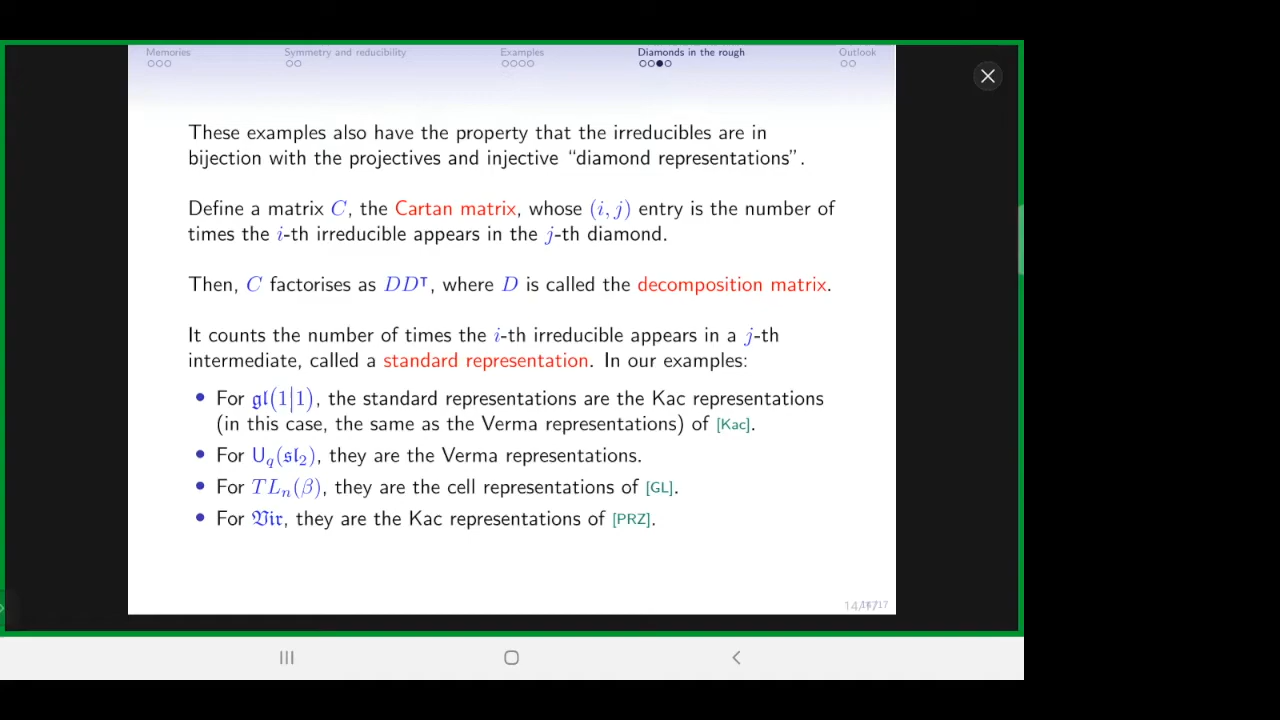 Memories Symmetry and reducibility Examples Diamonds in the rough Outlook
These examples also have the property that the irreducibles are in
bijection with the projectives and injective “diamond representations”.
Define a matrix C, the Cartan matrix, whose (i, j) entry is the number of
times the i-th irreducible appears in the j-th diamond.
Then, C factorises as DDᵀ, where D is called the decomposition matrix.
It counts the number of times the i-th irreducible appears in a j-th
intermediate, called a standard representation. In our examples:
• For 𝔤𝔩(1|1), the standard representations are the Kac representations
(in this case, the same as the Verma representations) of [Kac].
• For U_q(𝔰𝔩₂), they are the Verma representations.
• For TLₙ(β), they are the cell representations of [GL].
• For 𝔙𝔦𝔯, they are the Kac representations of [PRZ].